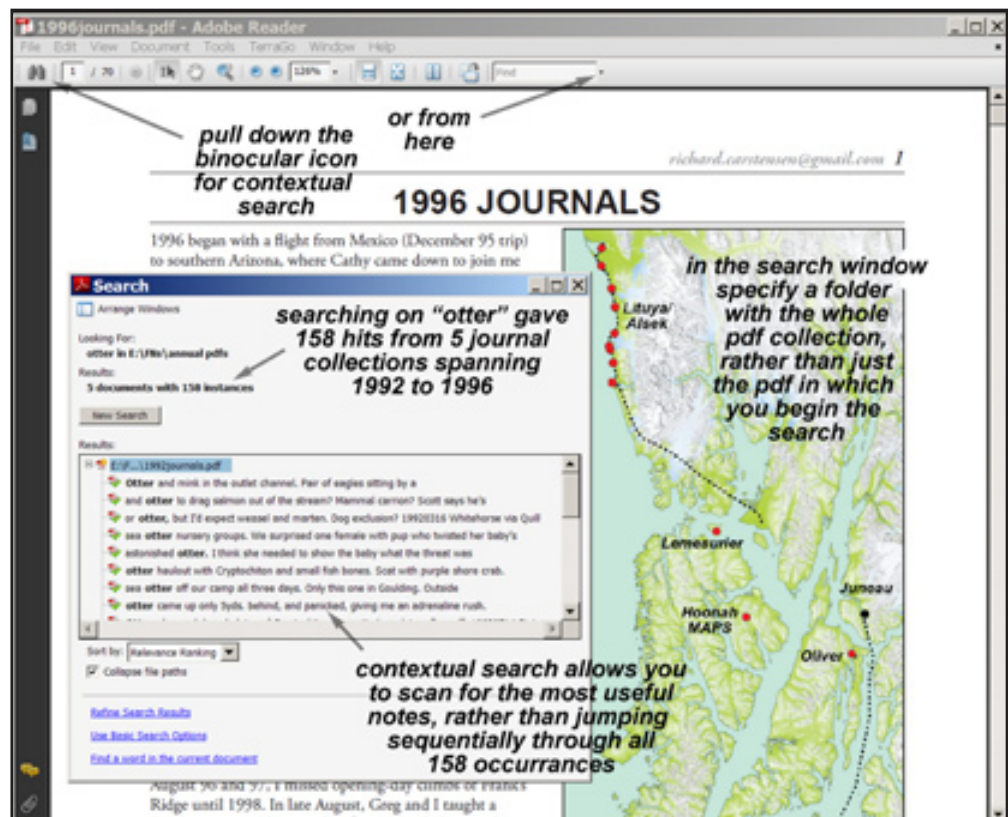 1996journals.pdf - Adobe Reader
File Edit View Document Tools TerraGo Window Help
1 / 70 120% Find
pull down the
binocular icon
for contextual
search
or from
here
richard.carstensen@gmail.com 1
1996 JOURNALS
1996 began with a flight from Mexico (December 95 trip)
to southern Arizona, where Cathy came down to join me
Search
Arrange Windows
Looking For:
otter in E:\FNs\annual pdfs
Results:
5 documents with 158 instances
New Search
searching on “otter” gave
158 hits from 5 journal
collections spanning
1992 to 1996
Results:
E:\F...\1992journals.pdf
Otter and mink in the outlet channel. Pair of eagles sitting by a
and otter to drag salmon out of the stream? Mammal carrion? Scott says he's
or otter, but I'd expect weasel and marten. Dog exclusion? 19920316 Whitehorse via Quill
sea otter nursery groups. We surprised one female with pup who twisted her baby's
astonished otter. I think she needed to show the baby what the threat was
otter haulout with Cryptochiton and small fish bones. Scat with purple shore crab.
sea otter off our camp all three days. Only this one in Goulding. Outside
otter came up only 5yds. behind, and panicked, giving me an adrenaline rush.
Sort by: Relevance Ranking
Collapse file paths
Refine Search Results
Use Basic Search Options
Find a word in the current document
contextual search allows you
to scan for the most useful
notes, rather than jumping
sequentially through all
158 occurrances
in the search window
specify a folder
with the whole
pdf collection,
rather than just
the pdf in which
you begin the
search
Lituya/
Alsek
Lemesurier
Juneau
Hoonah
MAPS
Oliver
August 96 and 97, I missed opening-day climbs of Franks
Ridge until 1998. In late August, Greg and I taught a